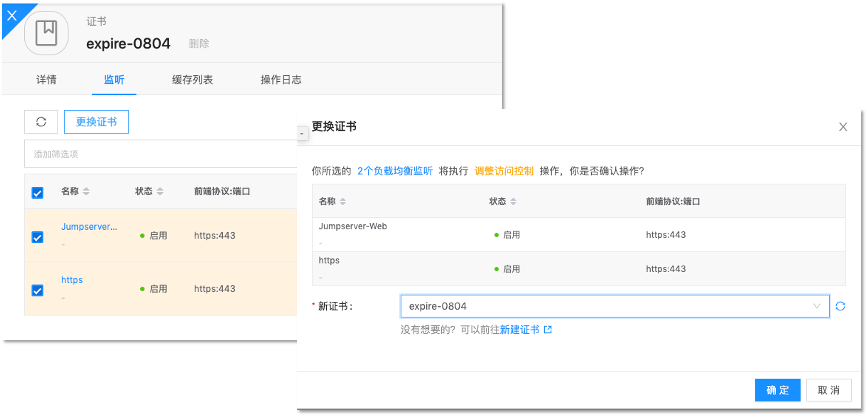 证书
expire-0804 删除
详情 监听 缓存列表 操作日志
更换证书
添加筛选项
名称 状态 前端协议:端口
Jumpserver... 启用 https:443
-
https 启用 https:443
-
更换证书
你所选的 2个负载均衡监听 将执行 调整访问控制 操作，你是否确认操作?
名称 状态 前端协议:端口
Jumpserver-Web
- 启用 https:443
https
- 启用 https:443
* 新证书: expire-0804
没有想要的? 可以前往新建证书
确 定 取 消